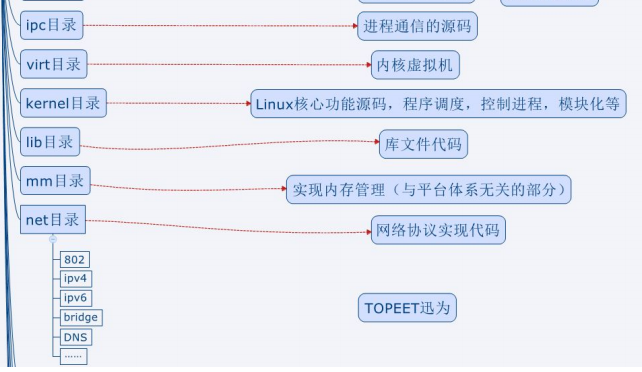 ipc目录
进程通信的源码
virt目录
内核虚拟机
kernel目录
Linux核心功能源码，程序调度，控制进程，模块化等
lib目录
库文件代码
mm目录
实现内存管理（与平台体系无关的部分）
net目录
网络协议实现代码
802
ipv4
ipv6
bridge
DNS
……
TOPEET迅为